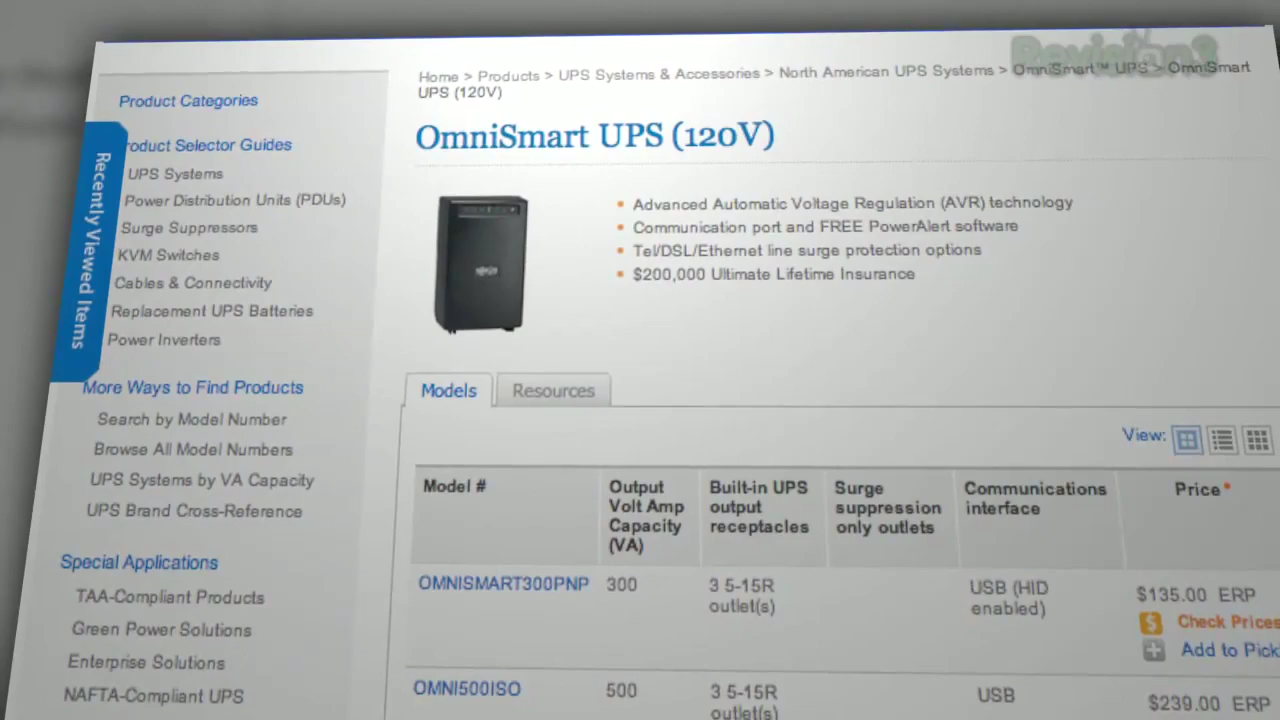 Revision3
Home > Products > UPS Systems & Accessories > North American UPS Systems > OmniSmart™ UPS > OmniSmart
UPS (120V)
OmniSmart UPS (120V)
Product Categories
roduct Selector Guides
UPS Systems
Power Distribution Units (PDUs)
Surge Suppressors
KVM Switches
Cables & Connectivity
Replacement UPS Batteries
Power Inverters
More Ways to Find Products
Search by Model Number
Browse All Model Numbers
UPS Systems by VA Capacity
UPS Brand Cross-Reference
Special Applications
TAA-Compliant Products
Green Power Solutions
Enterprise Solutions
NAFTA-Compliant UPS
Recently Viewed Items
Advanced Automatic Voltage Regulation (AVR) technology
Communication port and FREE PowerAlert software
Tel/DSL/Ethernet line surge protection options
$200,000 Ultimate Lifetime Insurance
Models
Resources
View:
Model #
Output
Volt Amp
Capacity
(VA)
Built-in UPS
output
receptacles
Surge
suppression
only outlets
Communications
interface
Price*
OMNISMART300PNP
300
3 5-15R
outlet(s)
USB (HID
enabled)
$135.00 ERP
$
Check Prices
Add to Pick
OMNI500ISO
500
3 5-15R
outlet(s)
USB
$239.00 ERP